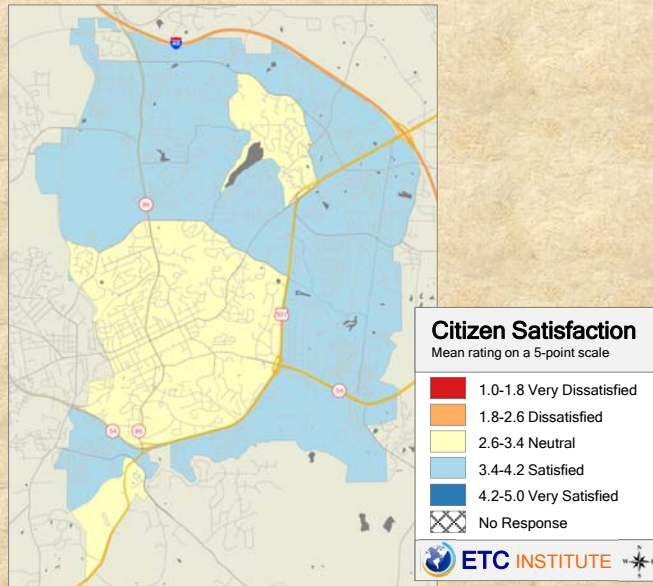 40
86
501
54
54
86
Citizen Satisfaction
Mean rating on a 5-point scale
1.0-1.8 Very Dissatisfied
1.8-2.6 Dissatisfied
2.6-3.4 Neutral
3.4-4.2 Satisfied
4.2-5.0 Very Satisfied
No Response
ETC INSTITUTE
N
W E
S